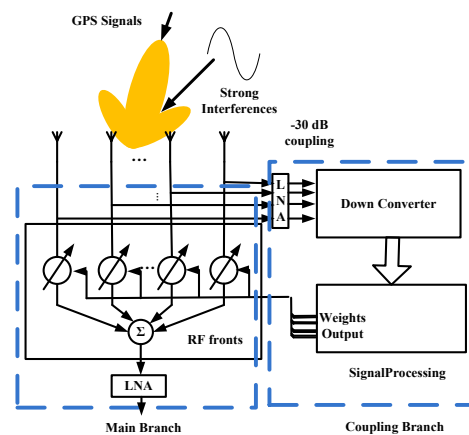 GPS Signals
Strong
Interferences
-30 dB
coupling
...
L
N
A
Down Converter
...
Σ
RF fronts
Weights
Output
LNA
SignalProcessing
Main Branch
Coupling Branch